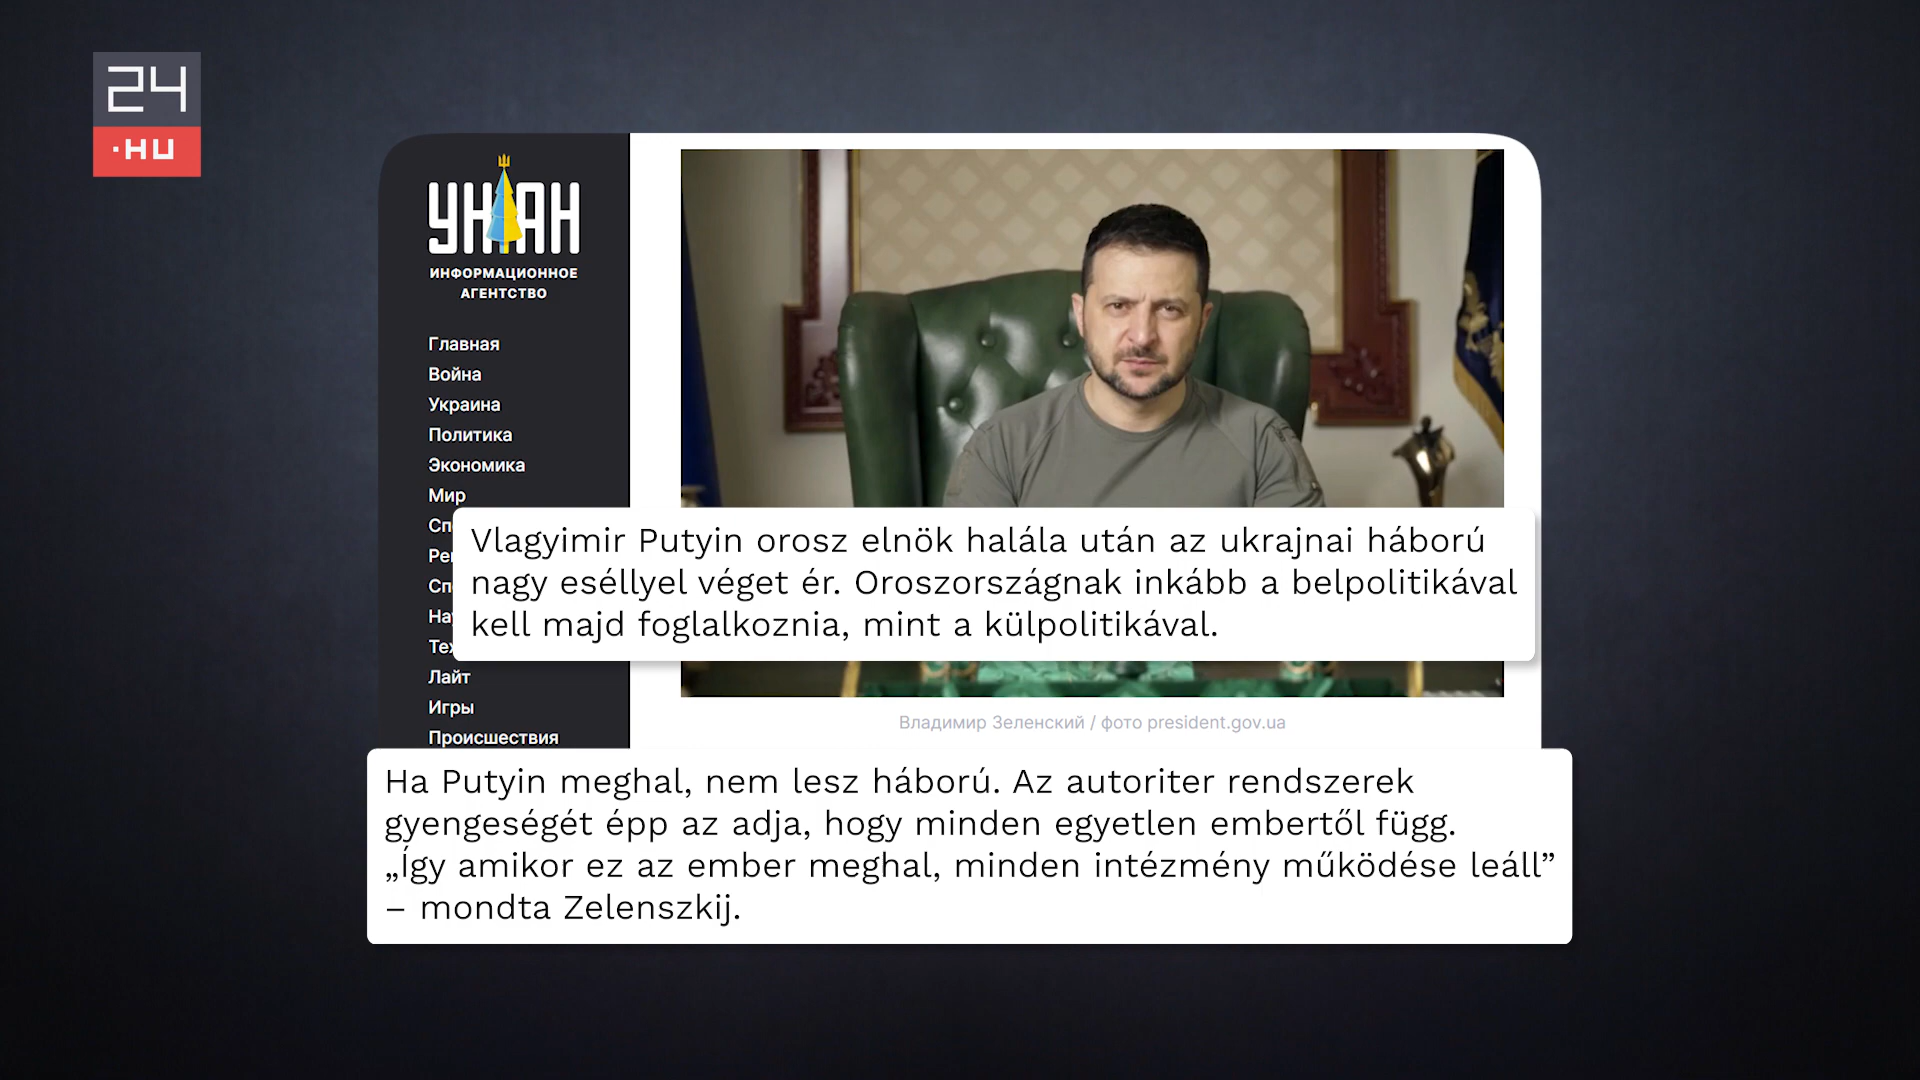 24
.HU
УНІАН
ИНФОРМАЦИОННОЕ
АГЕНТСТВО
Главная
Война
Украина
Политика
Экономика
Мир
Лайт
Игры
Происшествия
Vlagyimir Putyin orosz elnök halála után az ukrajnai háború
nagy eséllyel véget ér. Oroszországnak inkább a belpolitikával
kell majd foglalkoznia, mint a külpolitikával.
Владимир Зеленский / фото president.gov.ua
Ha Putyin meghal, nem lesz háború. Az autoriter rendszerek
gyengeségét épp az adja, hogy minden egyetlen embertől függ.
„Így amikor ez az ember meghal, minden intézmény működése leáll”
– mondta Zelenszkij.